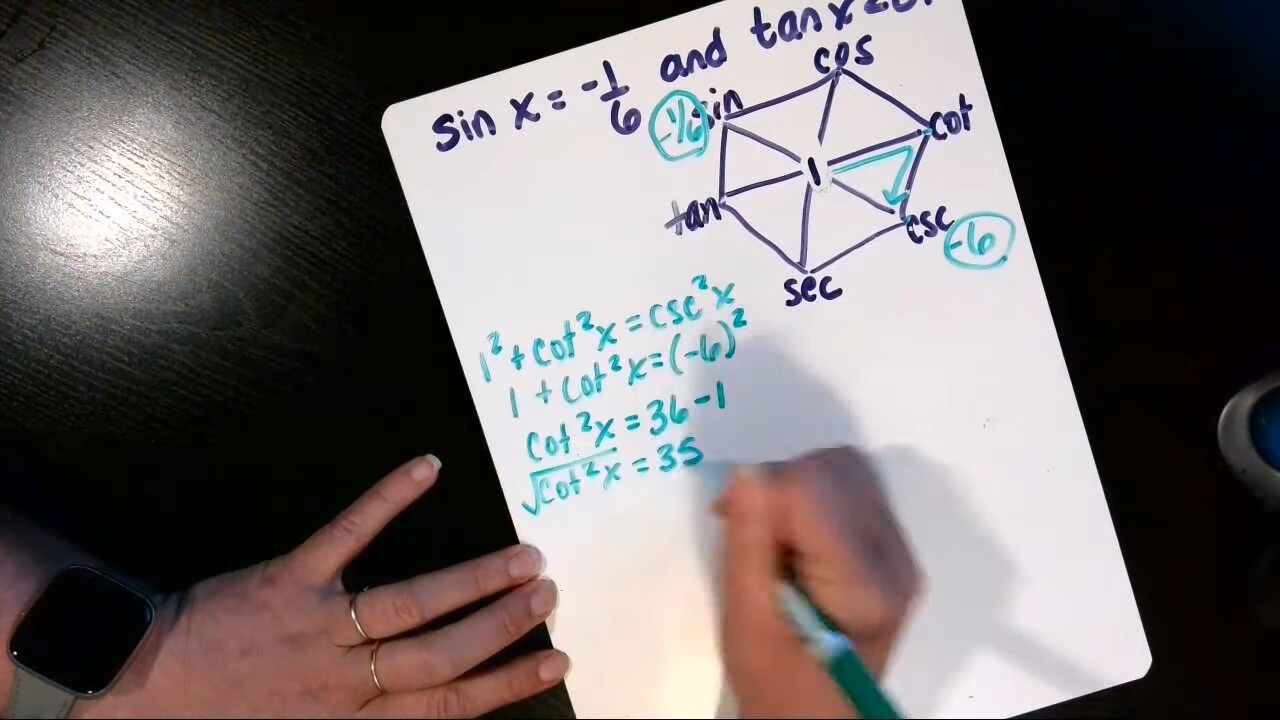 sin x = -1/6 and tan x
cos
-1/6 sin
cot
1
tan
csc -6
sec
1² + cot²x = csc²x
1 + cot²x = (-6)²
cot²x = 36 - 1
√cot²x = 35